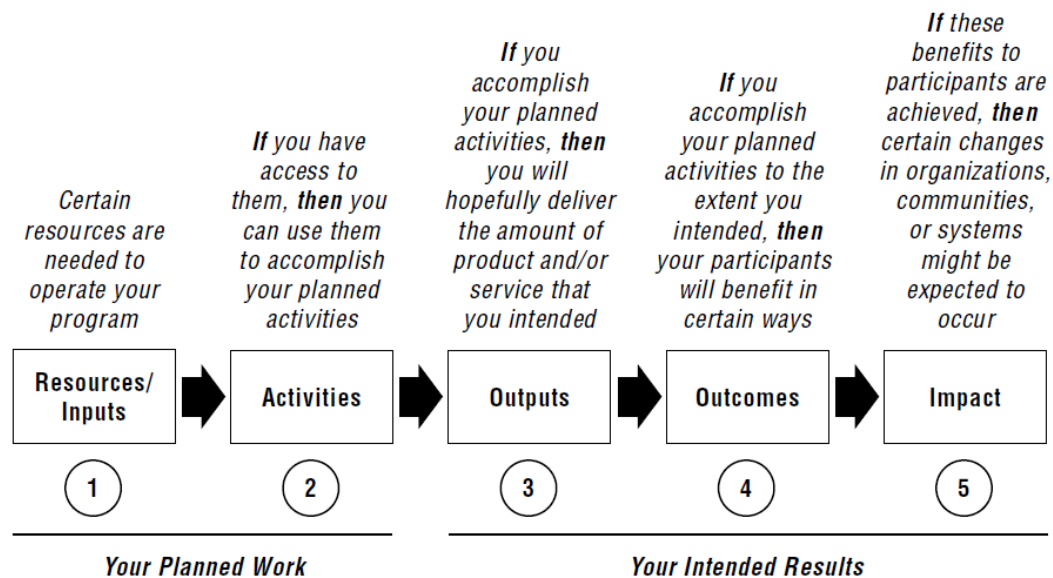 Certain
resources are
needed to
operate your
program
If you have
access to
them, then you
can use them
to accomplish
your planned
activities
If you
accomplish
your planned
activities, then
you will
hopefully deliver
the amount of
product and/or
service that
you intended
If you
accomplish
your planned
activities to the
extent you
intended, then
your participants
will benefit in
certain ways
If these
benefits to
participants are
achieved, then
certain changes
in organizations,
communities,
or systems
might be
expected to
occur
Resources/
Inputs
Activities
Outputs
Outcomes
Impact
1
2
3
4
5
Your Planned Work
Your Intended Results